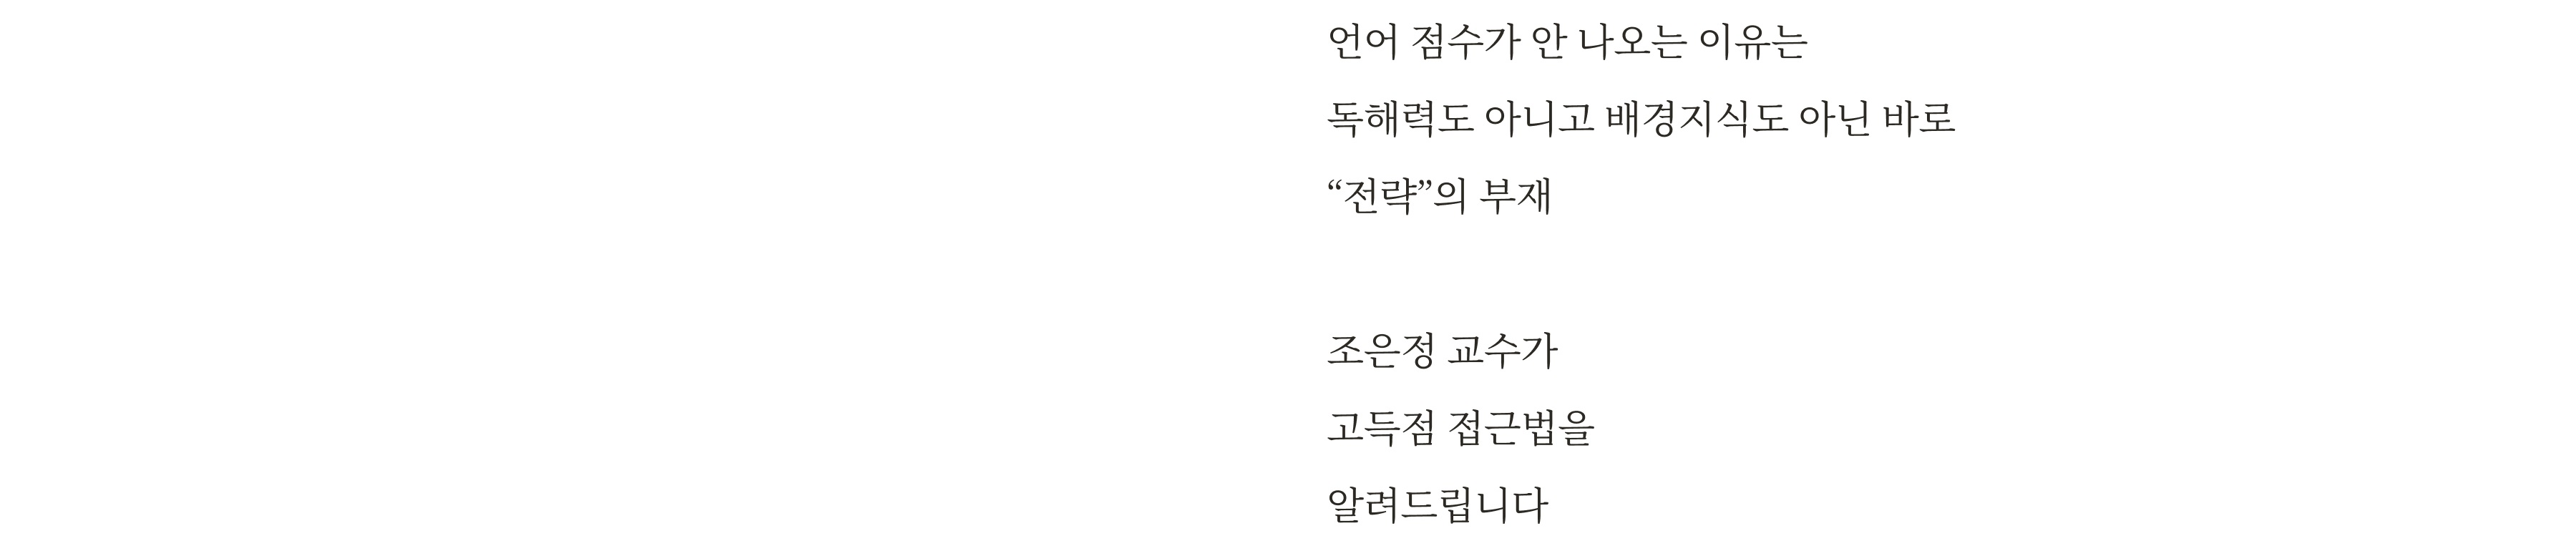 언어 점수가 안 나오는 이유는
독해력도 아니고 배경지식도 아닌 바로
“전략”의 부재
조은정 교수가
고득점 접근법을
알려드립니다